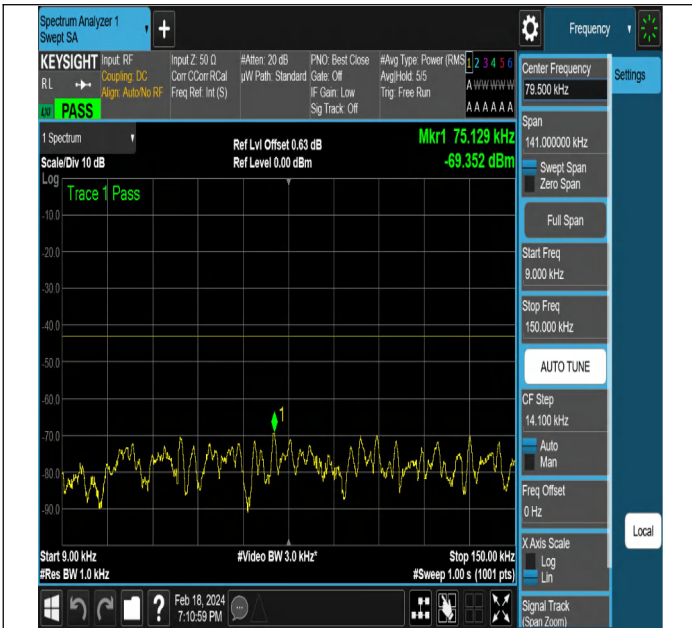 Spectrum Analyzer 1
Swept SA
+
Frequency
KEYSIGHT
Input: RF
Coupling: DC
Align: Auto/No RF
Input Z: 50 Ω
Corr CCorr RCal
Freq Ref: Int (S)
#Atten: 20 dB
µW Path: Standard
PNO: Best Close
Gate: Off
IF Gain: Low
Sig Track: Off
#Avg Type: Power (RMS
Avg|Hold: 5/5
Trig: Free Run
1 2 3 4 5 6
A W W W W W
A A A A A A
R L
LXI
PASS
1 Spectrum
Scale/Div 10 dB
Ref Lvl Offset 0.63 dB
Ref Level 0.00 dBm
Mkr1 75.129 kHz
-69.352 dBm
Log
Trace 1 Pass
-10.0
-20.0
-30.0
-40.0
-50.0
-60.0
-70.0
-80.0
-90.0
1
Start 9.00 kHz
#Res BW 1.0 kHz
#Video BW 3.0 kHz*
Stop 150.00 kHz
#Sweep 1.00 s (1001 pts)
?
Feb 18, 2024
7:10:59 PM
Center Frequency
79.500 kHz
Settings
Span
141.000000 kHz
Swept Span
Zero Span
Full Span
Start Freq
9.000 kHz
Stop Freq
150.000 kHz
AUTO TUNE
CF Step
14.100 kHz
Auto
Man
Freq Offset
0 Hz
X Axis Scale
Log
Lin
Local
Signal Track
(Span Zoom)